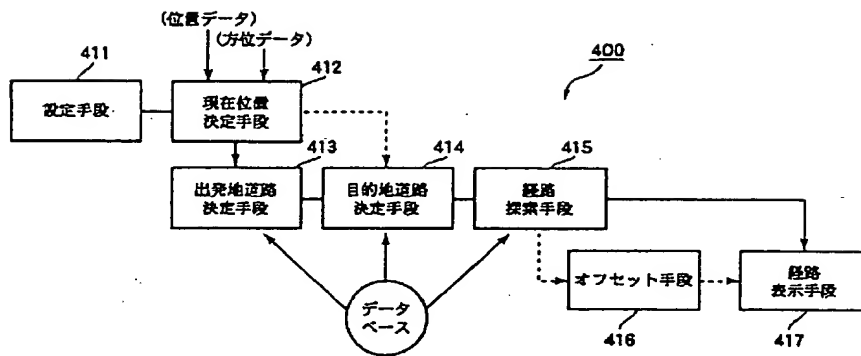 (位置データ)
(方位データ)
411
412
400
設定手段
現在位置
決定手段
413
414
415
出発地道路
決定手段
目的地道路
決定手段
経路
探索手段
オフセット手段
経路
表示手段
データ
ベース
416
417